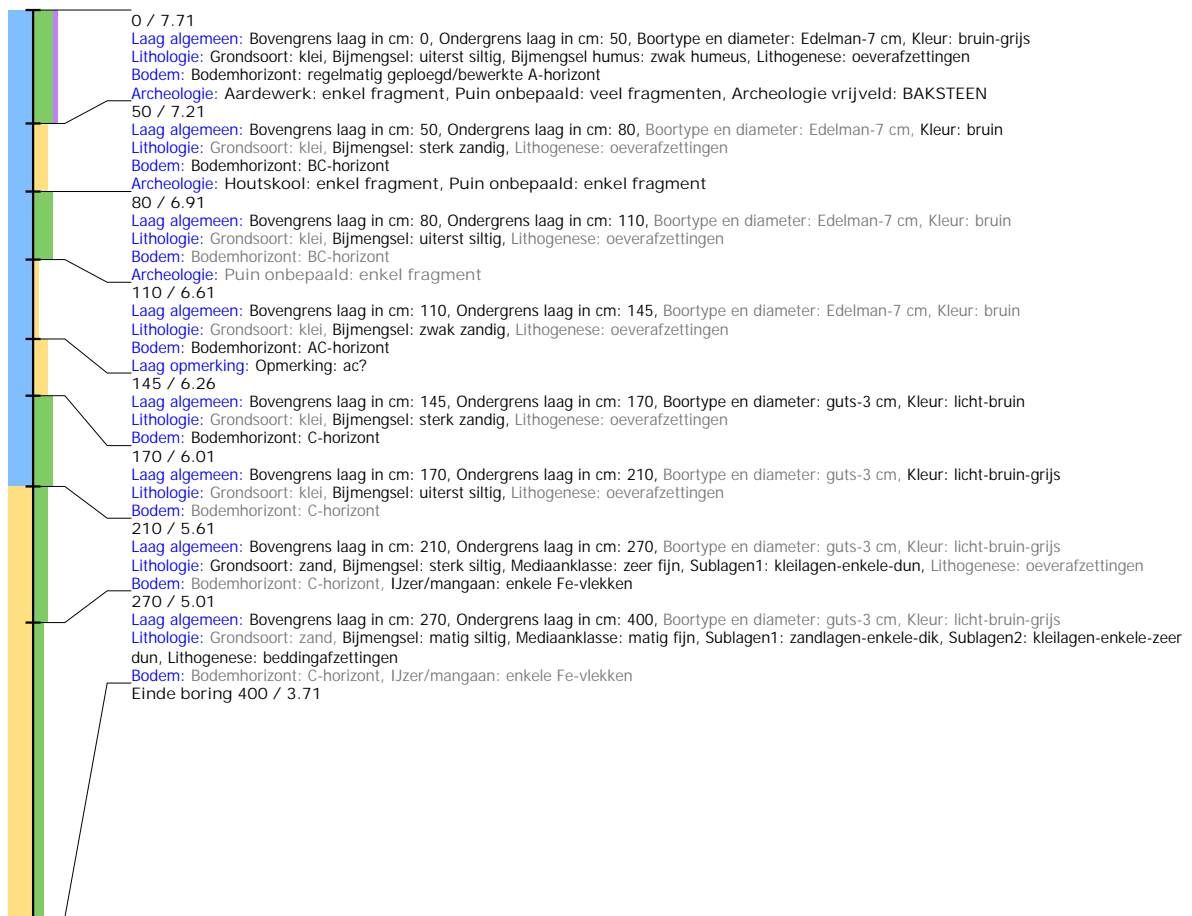 0 / 7.71
Laag algemeen: Bovengrens laag in cm: 0, Ondergrens laag in cm: 50, Boortype en diameter: Edelman-7 cm, Kleur: bruin-grijs
Lithologie: Grondsoort: klei, Bijmengsel: uiterst siltig, Bijmengsel humus: zwak humeus, Lithogenese: oeverafzettingen
Bodem: Bodemhorizont: regelmatig geploegd/bewerkte A-horizont
Archeologie: Aardewerk: enkel fragment, Puin onbepaald: veel fragmenten, Archeologie vrijveld: BAKSTEEN
50 / 7.21
Laag algemeen: Bovengrens laag in cm: 50, Ondergrens laag in cm: 80, Boortype en diameter: Edelman-7 cm, Kleur: bruin
Lithologie: Grondsoort: klei, Bijmengsel: sterk zandig, Lithogenese: oeverafzettingen
Bodem: Bodemhorizont: BC-horizont
Archeologie: Houtskool: enkel fragment, Puin onbepaald: enkel fragment
80 / 6.91
Laag algemeen: Bovengrens laag in cm: 80, Ondergrens laag in cm: 110, Boortype en diameter: Edelman-7 cm, Kleur: bruin
Lithologie: Grondsoort: klei, Bijmengsel: uiterst siltig, Lithogenese: oeverafzettingen
Bodem: Bodemhorizont: BC-horizont
Archeologie: Puin onbepaald: enkel fragment
110 / 6.61
Laag algemeen: Bovengrens laag in cm: 110, Ondergrens laag in cm: 145, Boortype en diameter: Edelman-7 cm, Kleur: bruin
Lithologie: Grondsoort: klei, Bijmengsel: zwak zandig, Lithogenese: oeverafzettingen
Bodem: Bodemhorizont: AC-horizont
Laag opmerking: Opmerking: ac?
145 / 6.26
Laag algemeen: Bovengrens laag in cm: 145, Ondergrens laag in cm: 170, Boortype en diameter: guts-3 cm, Kleur: licht-bruin
Lithologie: Grondsoort: klei, Bijmengsel: sterk zandig, Lithogenese: oeverafzettingen
Bodem: Bodemhorizont: C-horizont
170 / 6.01
Laag algemeen: Bovengrens laag in cm: 170, Ondergrens laag in cm: 210, Boortype en diameter: guts-3 cm, Kleur: licht-bruin-grijs
Lithologie: Grondsoort: klei, Bijmengsel: uiterst siltig, Lithogenese: oeverafzettingen
Bodem: Bodemhorizont: C-horizont
210 / 5.61
Laag algemeen: Bovengrens laag in cm: 210, Ondergrens laag in cm: 270, Boortype en diameter: guts-3 cm, Kleur: licht-bruin-grijs
Lithologie: Grondsoort: zand, Bijmengsel: sterk siltig, Mediaanklasse: zeer fijn, Sublagen1: kleilagen-enkele-dun, Lithogenese: oeverafzettingen
Bodem: Bodemhorizont: C-horizont, IJzer/mangaan: enkele Fe-vlekken
270 / 5.01
Laag algemeen: Bovengrens laag in cm: 270, Ondergrens laag in cm: 400, Boortype en diameter: guts-3 cm, Kleur: licht-bruin-grijs
Lithologie: Grondsoort: zand, Bijmengsel: matig siltig, Mediaanklasse: matig fijn, Sublagen1: zandlagen-enkele-dik, Sublagen2: kleilagen-enkele-zeer
dun, Lithogenese: beddingafzettingen
Bodem: Bodemhorizont: C-horizont, IJzer/mangaan: enkele Fe-vlekken
Einde boring 400 / 3.71